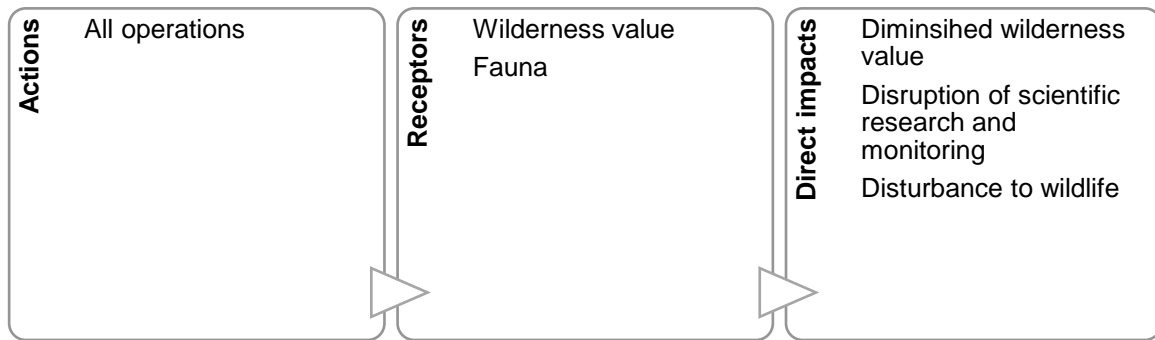 Actions
All operations
Receptors
Wilderness value
Fauna
Direct impacts
Diminsihed wilderness
value
Disruption of scientific
research and
monitoring
Disturbance to wildlife